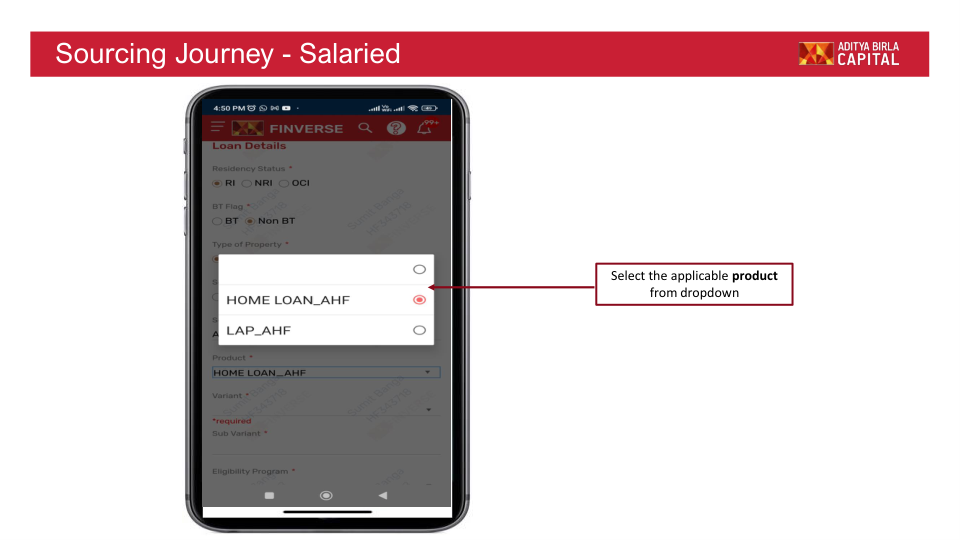 Sourcing Journey - Salaried
ADITYA BIRLA
CAPITAL
4:50 PM
FINVERSE
99+
Loan Details
Residency Status *
RI NRI OCI
BT Flag *
BT Non BT
Type of Property *
S
HOME LOAN_AHF
S
A
LAP_AHF
Product *
HOME LOAN_AHF
Variant *
*required
Sub Variant *
Eligibility Program *
Select the applicable product
from dropdown